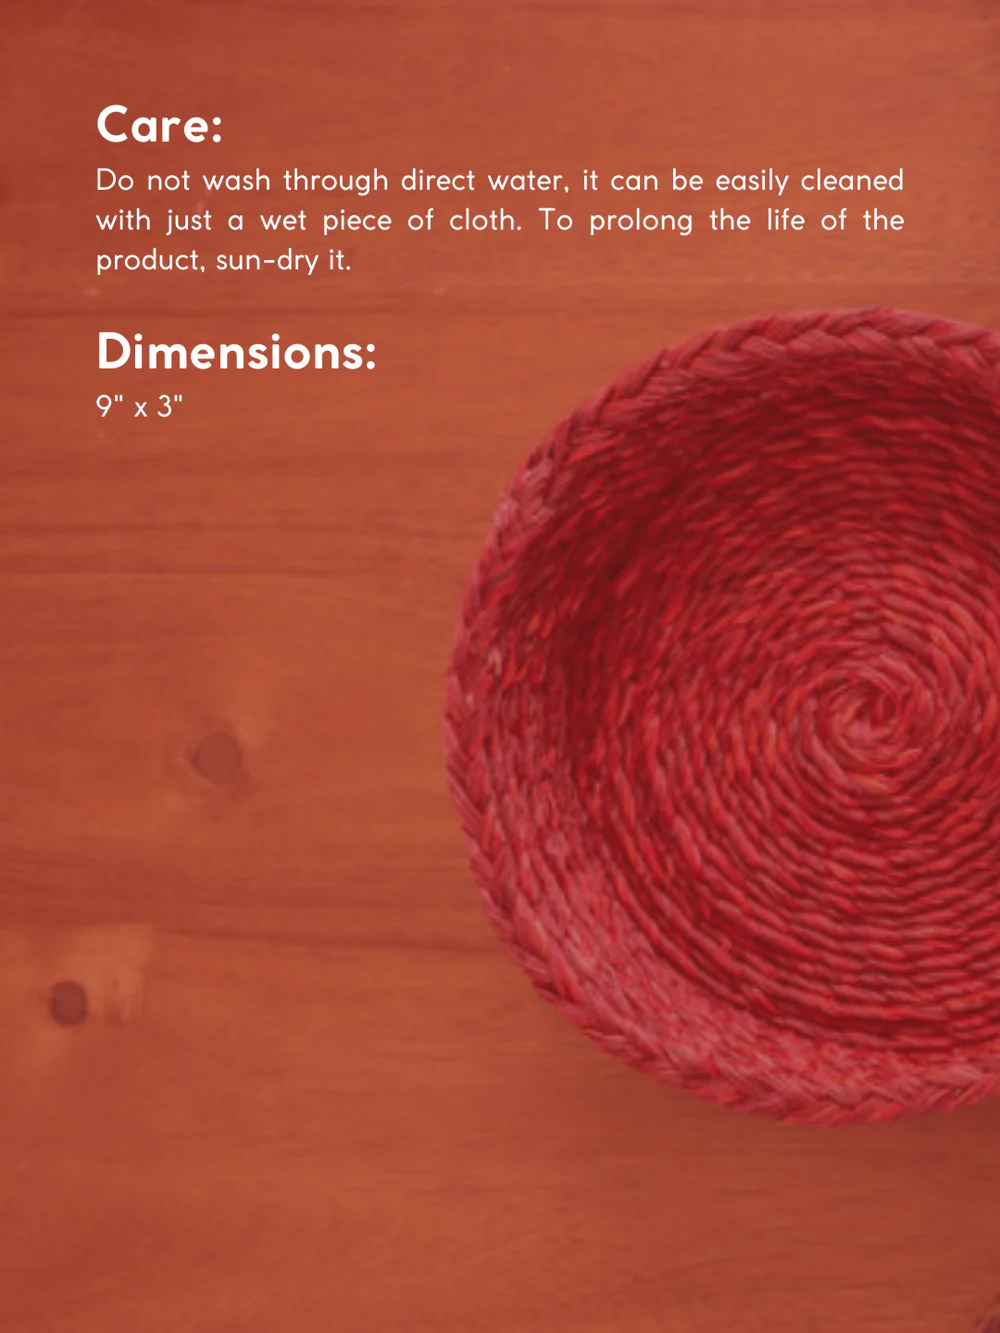 Care:
Do not wash through direct water, it can be easily cleaned
with just a wet piece of cloth. To prolong the life of the
product, sun-dry it.
Dimensions:
9" x 3"